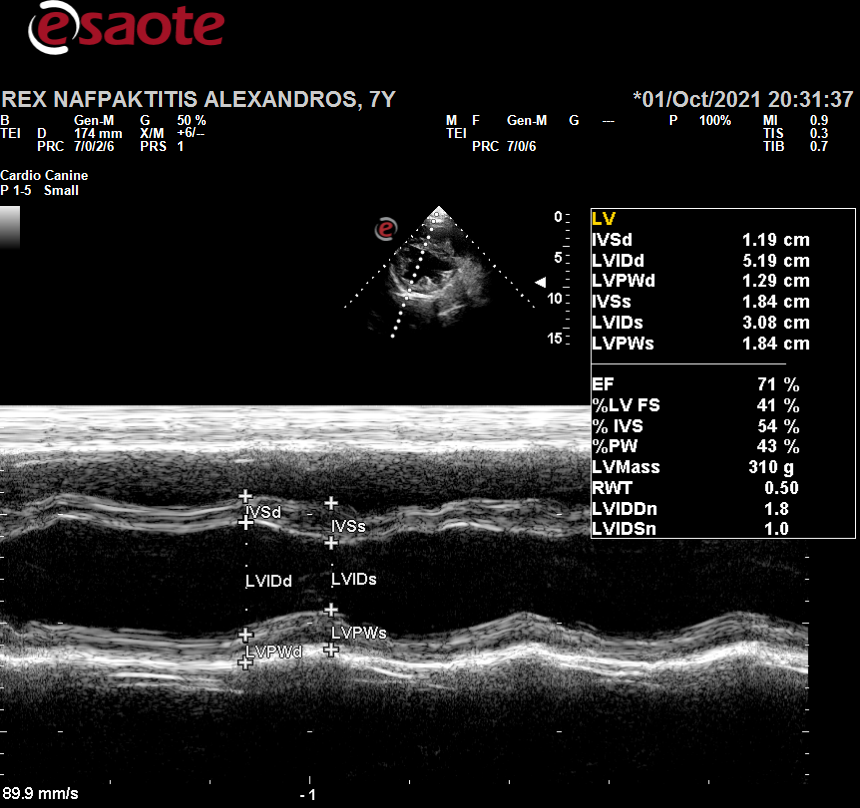 esaote
REX NAFPAKTITIS ALEXANDROS, 7Y *01/Oct/2021 20:31:37
B Gen-M G 50 % M F Gen-M G --- P 100% MI 0.9
TEI D 174 mm X/M +6/-- TEI TIS 0.3
PRC 7/0/2/6 PRS 1 PRC 7/0/6 TIB 0.7
Cardio Canine
P 1-5 Small
e
0
5
10
15
LV
IVSd 1.19 cm
LVIDd 5.19 cm
LVPWd 1.29 cm
IVSs 1.84 cm
LVIDs 3.08 cm
LVPWs 1.84 cm
EF 71 %
%LV FS 41 %
% IVS 54 %
%PW 43 %
LVMass 310 g
RWT 0.50
LVIDDn 1.8
LVIDSn 1.0
IVSd
IVSs
LVIDd
LVIDs
LVPWs
LVPWd
89.9 mm/s
-1